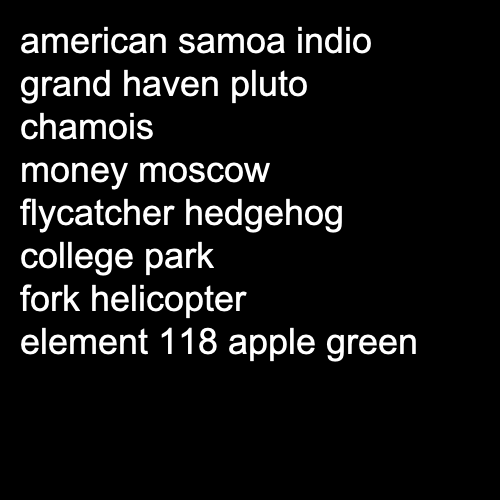 american samoa indio
grand haven pluto
chamois
money moscow
flycatcher hedgehog
college park
fork helicopter
element 118 apple green